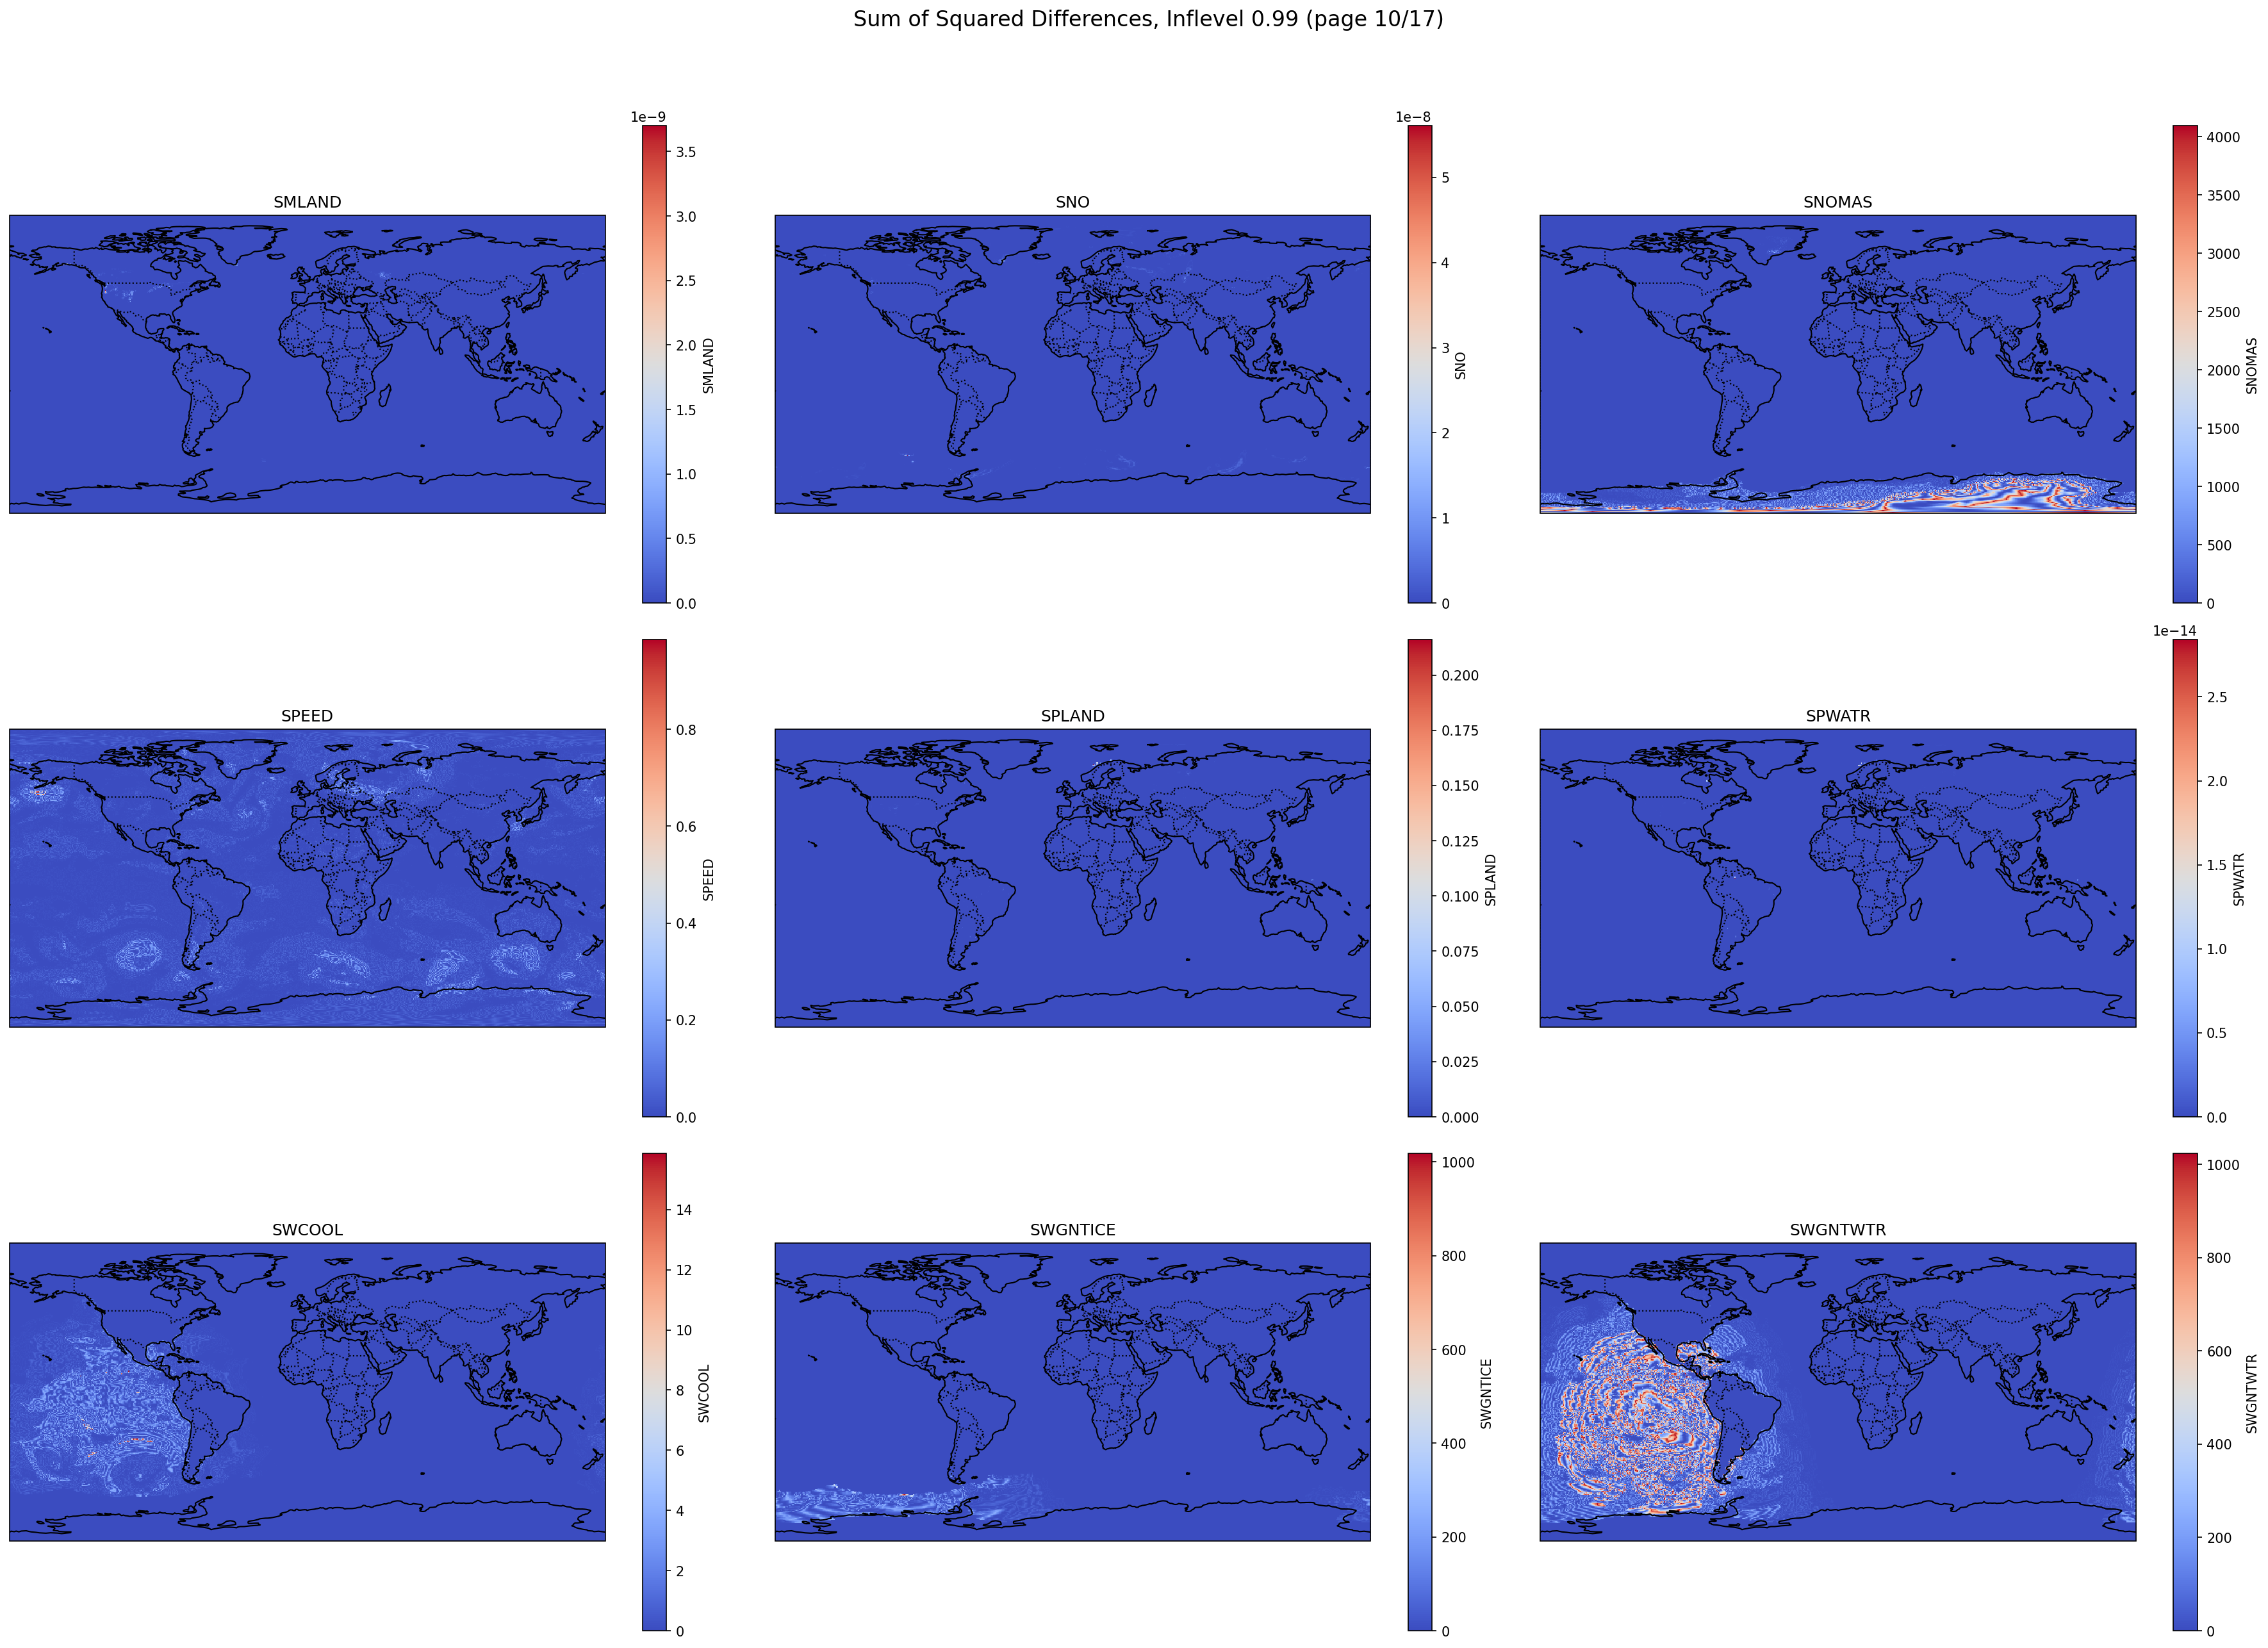 Sum of Squared Differences, Inflevel 0.99 (page 10/17)
SMLAND
1e−9
3.5
3.0
2.5
2.0
1.5
1.0
0.5
0.0
SMLAND
SNO
1e−8
5
4
3
2
1
0
SNO
SNOMAS
4000
3500
3000
2500
2000
1500
1000
500
0
SNOMAS
SPEED
0.8
0.6
0.4
0.2
0.0
SPEED
SPLAND
0.200
0.175
0.150
0.125
0.100
0.075
0.050
0.025
0.000
SPLAND
SPWATR
1e−14
2.5
2.0
1.5
1.0
0.5
0.0
SPWATR
SWCOOL
14
12
10
8
6
4
2
0
SWCOOL
SWGNTICE
1000
800
600
400
200
0
SWGNTICE
SWGNTWTR
1000
800
600
400
200
0
SWGNTWTR